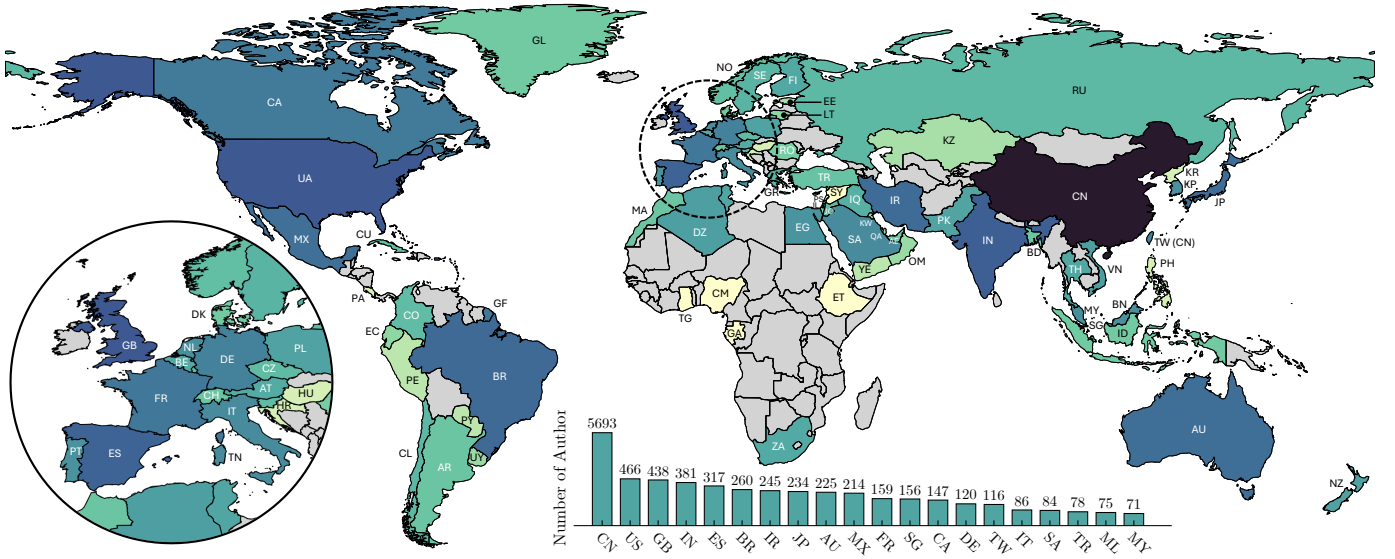 GL
CA
UA
MX
CU
PA
GF
CO
EC
PE
BR
PY
CL
UY
AR
NO
SE
FI
EE
LT
RU
KZ
RO
TR
GR
SY
PS
IQ
JO
IR
KW
QA
AE
SA
OM
YE
PK
MA
DZ
EG
CM
TG
GA
ET
ZA
CN
KR
KP
JP
IN
BD
TW (CN)
PH
VN
TH
BN
MY
SG
ID
AU
NZ
DK
GB
NL
BE
DE
PL
CZ
FR
CH
AT
HU
HR
IT
PT
ES
TN
Number of Author
5693
466
438
381
317
260
245
234
225
214
159
156
147
120
116
86
84
78
75
71
CN
US
GB
IN
ES
BR
IR
JP
AU
MX
FR
SG
CA
DE
TW
IT
SA
TR
ML
MY